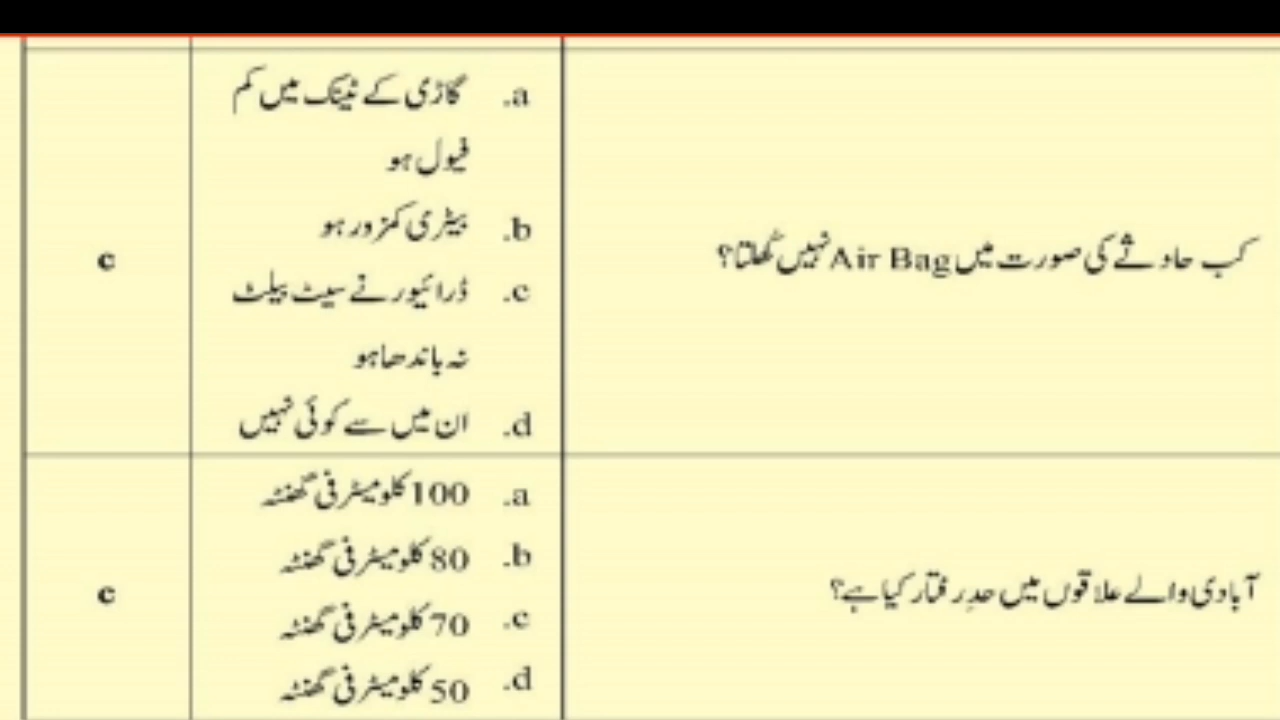 کب حادثے کی صورت میں Air Bag نہیں کُھلتا؟
a. گاڑی کے ٹینک میں کم
فیول ہو
b. بیٹری کمزور ہو
c. ڈرائیور نے سیٹ بیلٹ
نہ باندھا ہو
d. ان میں سے کوئی نہیں
c
آبادی والے علاقوں میں حدِ رفتار کیا ہے؟
a. 100 کلومیٹر فی گھنٹہ
b. 80 کلومیٹر فی گھنٹہ
c. 70 کلومیٹر فی گھنٹہ
d. 50 کلومیٹر فی گھنٹہ
c